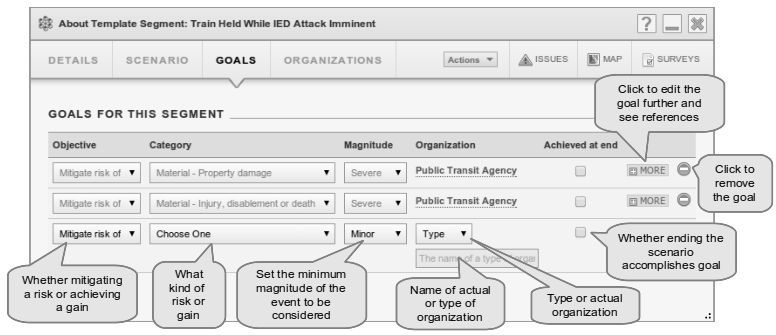 About Template Segment: Train Held While IED Attack Imminent
?
DETAILS SCENARIO GOALS ORGANIZATIONS Actions ISSUES MAP SURVEYS
Click to edit the
goal further and
see references
GOALS FOR THIS SEGMENT
Objective Category Magnitude Organization Achieved at end
Mitigate risk of Material - Property damage Severe Public Transit Agency MORE
Click to
remove
the goal
Mitigate risk of Material - Injury, disablement or death Severe Public Transit Agency MORE
Mitigate risk of Choose One Minor Type
Whether ending the
scenario
accomplishes goal
The name of a type
Whether mitigating
a risk or achieving
a gain
What
kind of
risk or
gain
Set the minimum
magnitude of the
event to be
considered
Name of actual
or type of
organization
Type or actual
organization